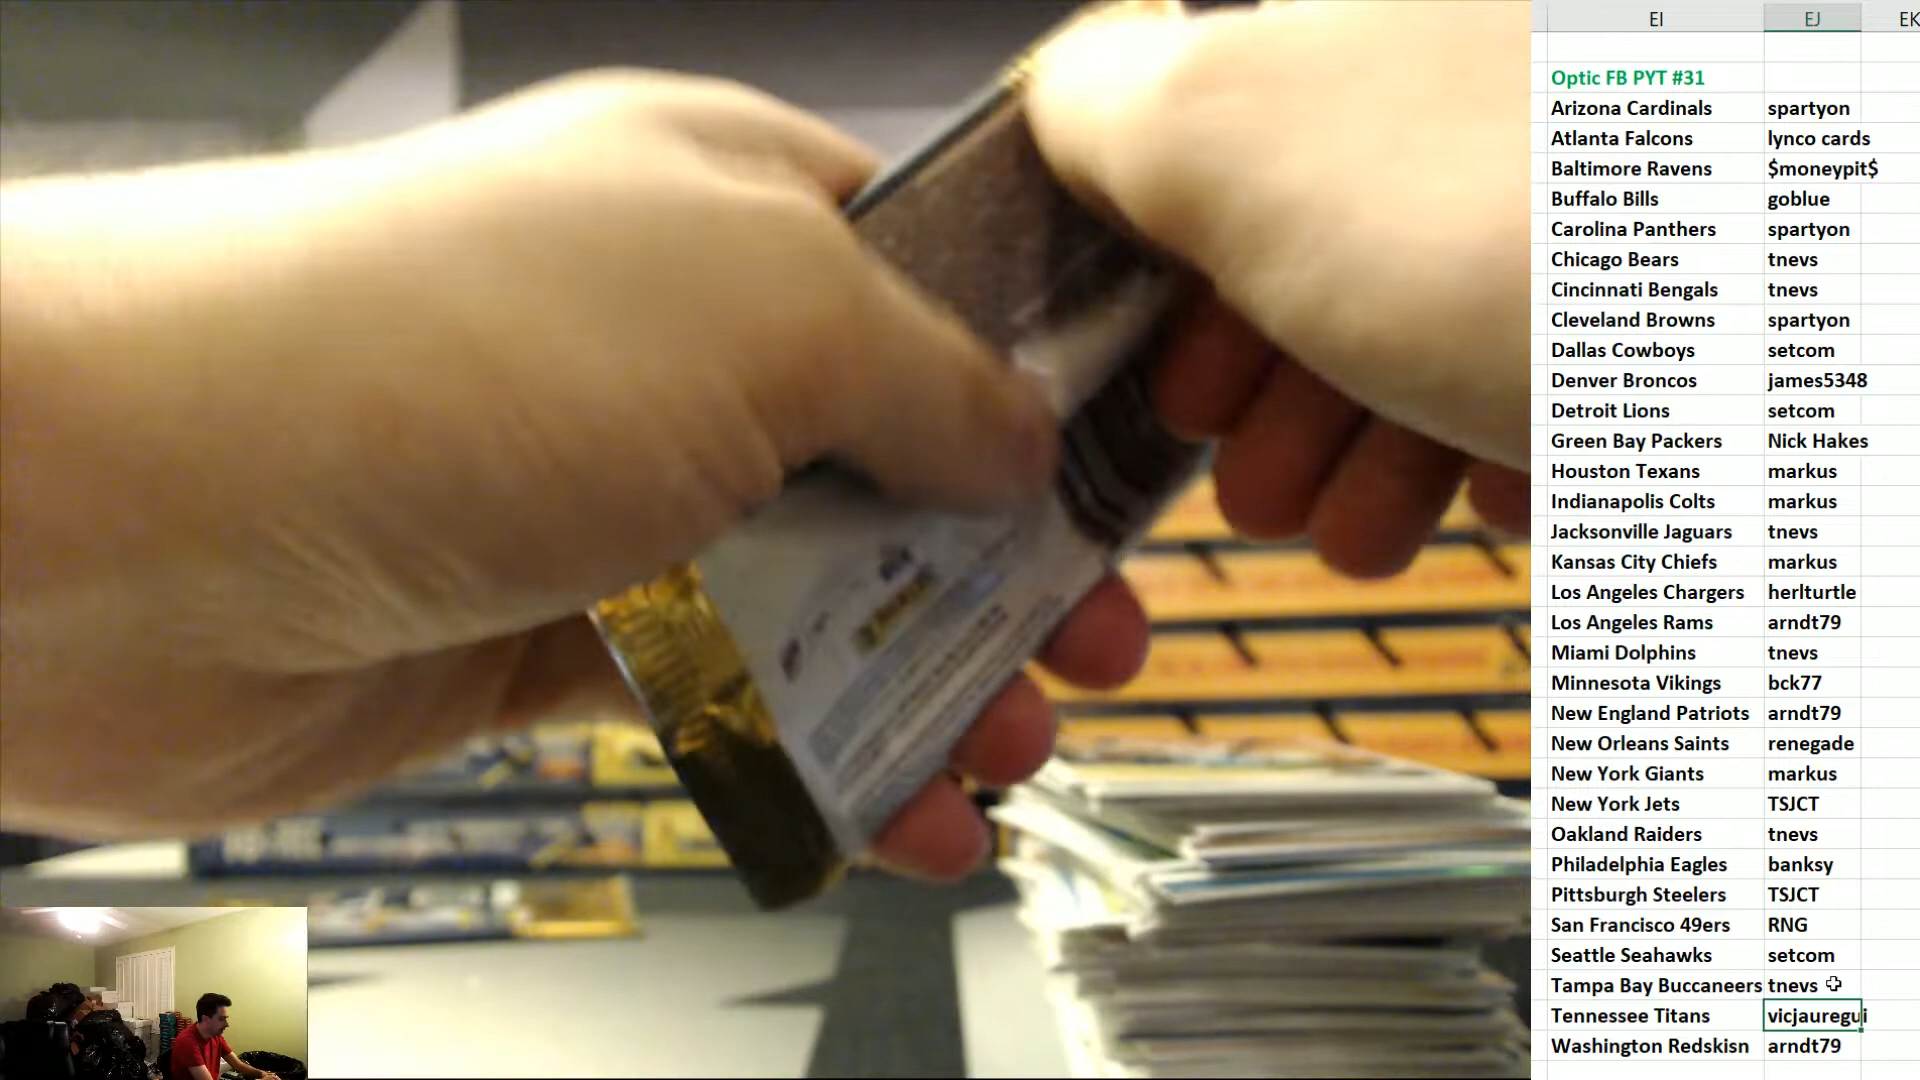 EI EJ EK
Optic FB PYT #31
Arizona Cardinals spartyon
Atlanta Falcons lynco cards
Baltimore Ravens $moneypit$
Buffalo Bills goblue
Carolina Panthers spartyon
Chicago Bears tnevs
Cincinnati Bengals tnevs
Cleveland Browns spartyon
Dallas Cowboys setcom
Denver Broncos james5348
Detroit Lions setcom
Green Bay Packers Nick Hakes
Houston Texans markus
Indianapolis Colts markus
Jacksonville Jaguars tnevs
Kansas City Chiefs markus
Los Angeles Chargers herlturtle
Los Angeles Rams arndt79
Miami Dolphins tnevs
Minnesota Vikings bck77
New England Patriots arndt79
New Orleans Saints renegade
New York Giants markus
New York Jets TSJCT
Oakland Raiders tnevs
Philadelphia Eagles banksy
Pittsburgh Steelers TSJCT
San Francisco 49ers RNG
Seattle Seahawks setcom
Tampa Bay Buccaneers tnevs
Tennessee Titans vicjauregui
Washington Redskisn arndt79